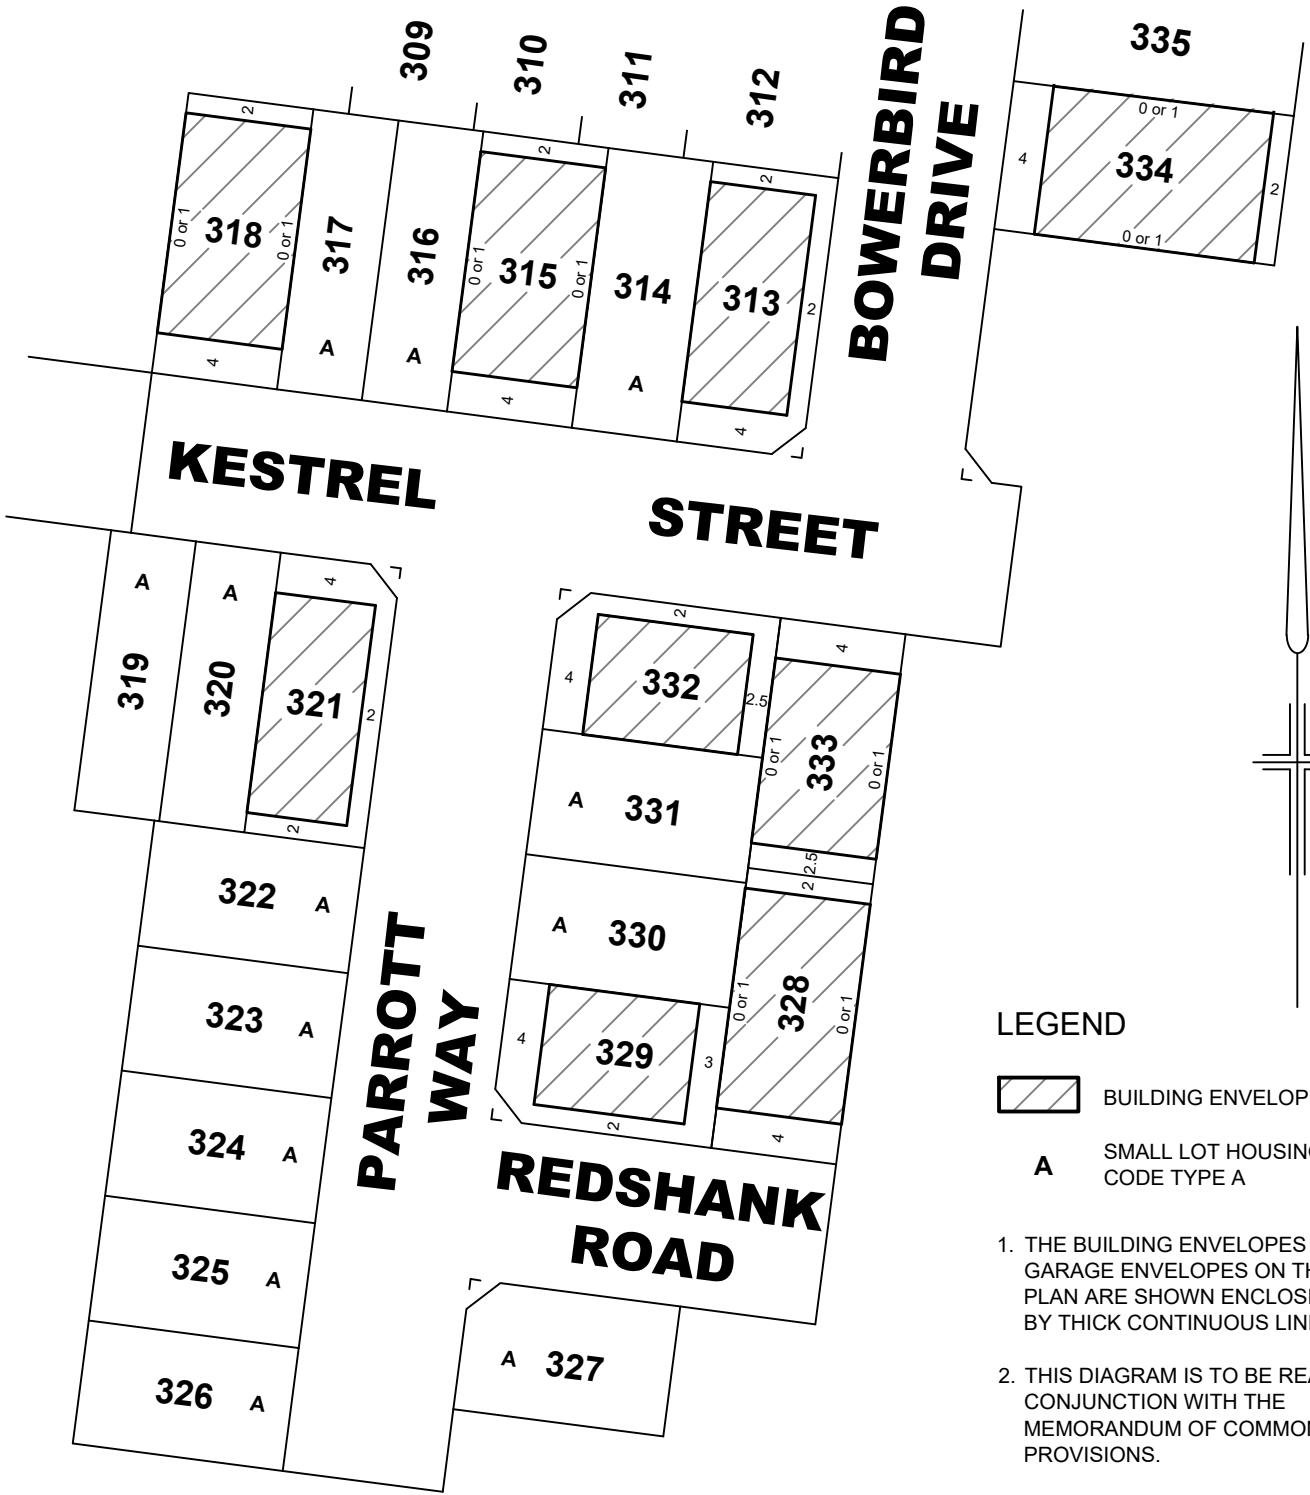 309
310
311
312
BOWERBIRD
DRIVE
335
2
318
0 or 1
0 or 1
4
317
A
316
A
2
315
0 or 1
0 or 1
4
314
A
2
313
2
4
0 or 1
4
334
2
0 or 1
KESTREL
STREET
A
319
A
320
4
321
2
2
2
4
332
2.5
4
333
0 or 1
0 or 1
2.5
A
331
A
330
2
328
0 or 1
0 or 1
4
4
329
3
2
322
A
323
A
324
A
325
A
326
A
PARROTT
WAY
REDSHANK
ROAD
A
327
LEGEND
BUILDING ENVELOP
A
SMALL LOT HOUSING
CODE TYPE A
1. THE BUILDING ENVELOPES
GARAGE ENVELOPES ON TH
PLAN ARE SHOWN ENCLOS
BY THICK CONTINUOUS LIN
2. THIS DIAGRAM IS TO BE REA
CONJUNCTION WITH THE
MEMORANDUM OF COMMON
PROVISIONS.